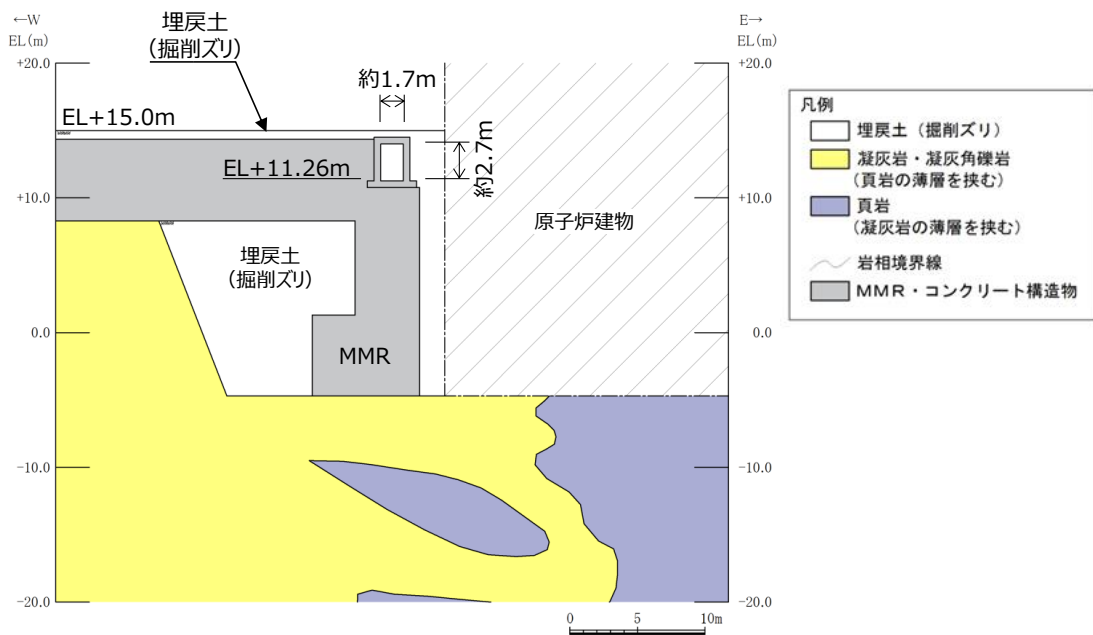 ←W
EL(m)
埋戻土
(掘削ズリ)
E→
EL(m)
+20.0
+20.0
約1.7m
EL+15.0m
約2.7m
EL+11.26m
+10.0
+10.0
原子炉建物
埋戻土
(掘削ズリ)
0.0
0.0
MMR
-10.0
-10.0
-20.0
-20.0
0
5
10m
凡例
埋戻土（掘削ズリ）
凝灰岩・凝灰角礫岩
(頁岩の薄層を挟む)
頁岩
(凝灰岩の薄層を挟む)
岩相境界線
ＭＭＲ・コンクリート構造物